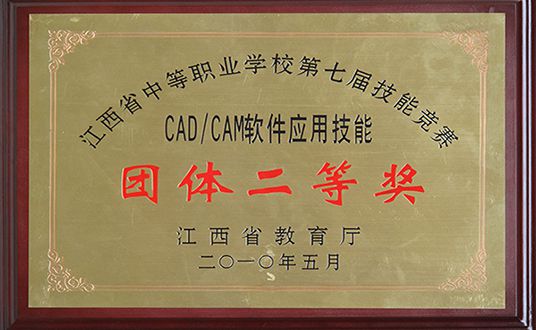 江西省中等职业学校第七届技能竞赛
CAD/CAM软件应用技能
团体二等奖
江西省教育厅
二〇一〇年五月